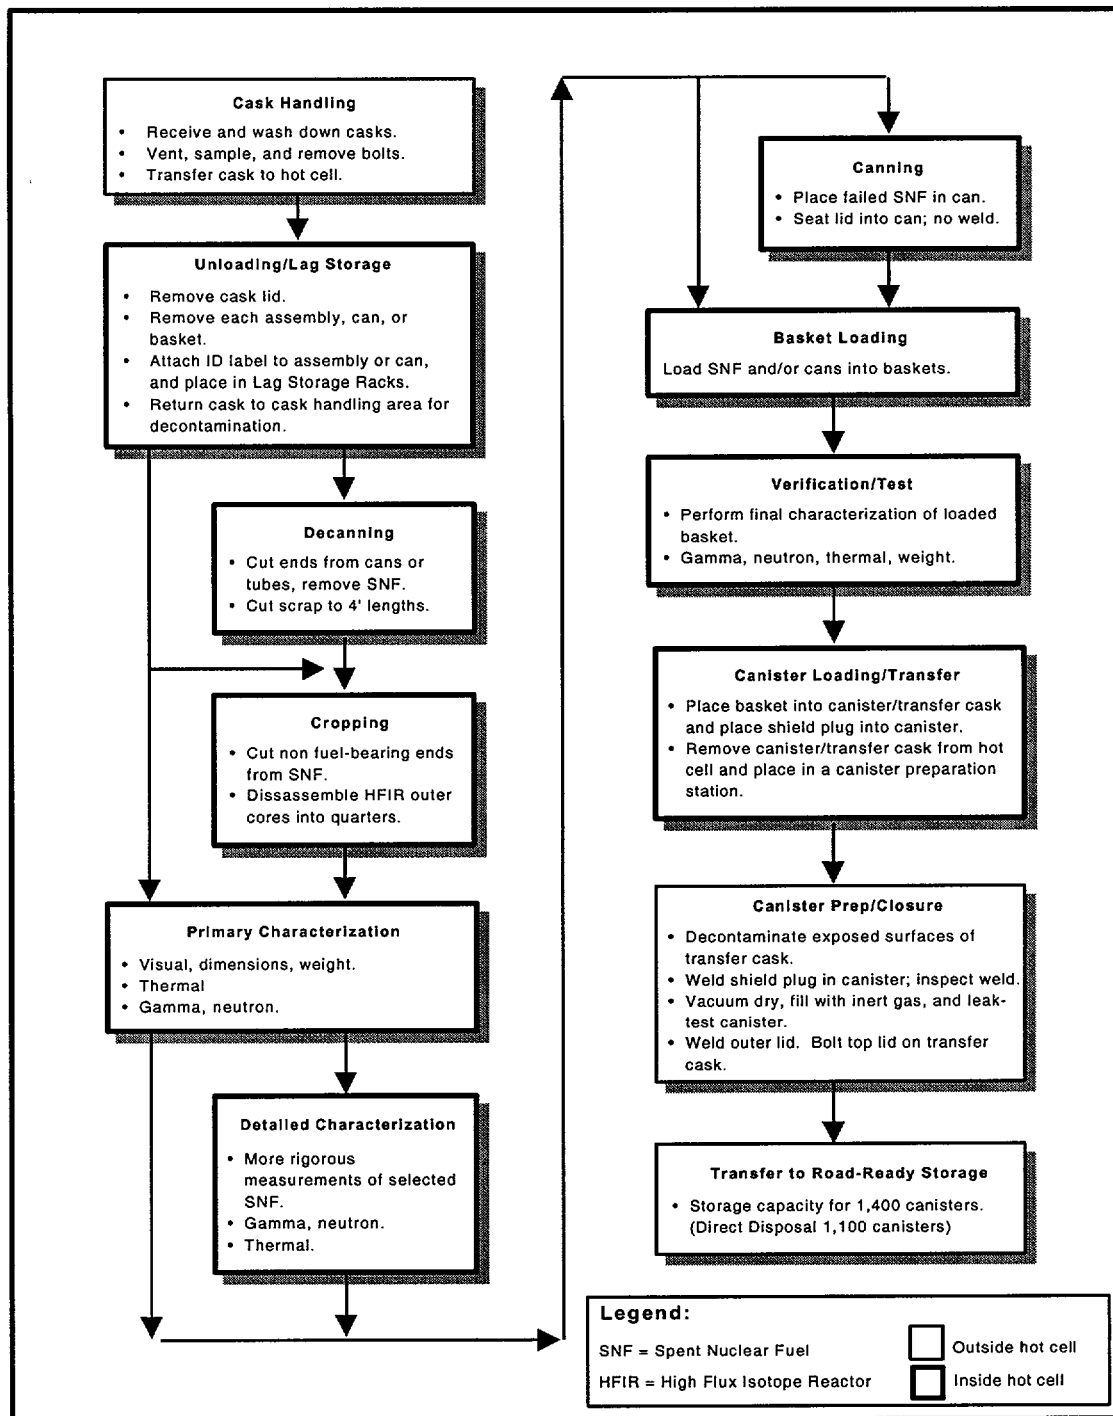 Cask Handling
• Receive and wash down casks.
• Vent, sample, and remove bolts.
• Transfer cask to hot cell.
Unloading/Lag Storage
• Remove cask lid.
• Remove each assembly, can, or
basket.
• Attach ID label to assembly or can,
and place in Lag Storage Racks.
• Return cask to cask handling area for
decontamination.
Decanning
• Cut ends from cans or
tubes, remove SNF.
• Cut scrap to 4' lengths.
Cropping
• Cut non fuel-bearing ends
from SNF.
• Dissassemble HFIR outer
cores into quarters.
Primary Characterization
• Visual, dimensions, weight.
• Thermal
• Gamma, neutron.
Detailed Characterization
• More rigorous
measurements of selected
SNF.
• Gamma, neutron.
• Thermal.
Canning
• Place failed SNF in can.
• Seat lid into can; no weld.
Basket Loading
Load SNF and/or cans into baskets.
Verification/Test
• Perform final characterization of loaded
basket.
• Gamma, neutron, thermal, weight.
Canister Loading/Transfer
• Place basket into canister/transfer cask
and place shield plug into canister.
• Remove canister/transfer cask from hot
cell and place in a canister preparation
station.
Canister Prep/Closure
• Decontaminate exposed surfaces of
transfer cask.
• Weld shield plug in canister; inspect weld.
• Vacuum dry, fill with inert gas, and leak-
test canister.
• Weld outer lid. Bolt top lid on transfer
cask.
Transfer to Road-Ready Storage
• Storage capacity for 1,400 canisters.
(Direct Disposal 1,100 canisters)
Legend:
SNF = Spent Nuclear Fuel
HFIR = High Flux Isotope Reactor
Outside hot cell
Inside hot cell